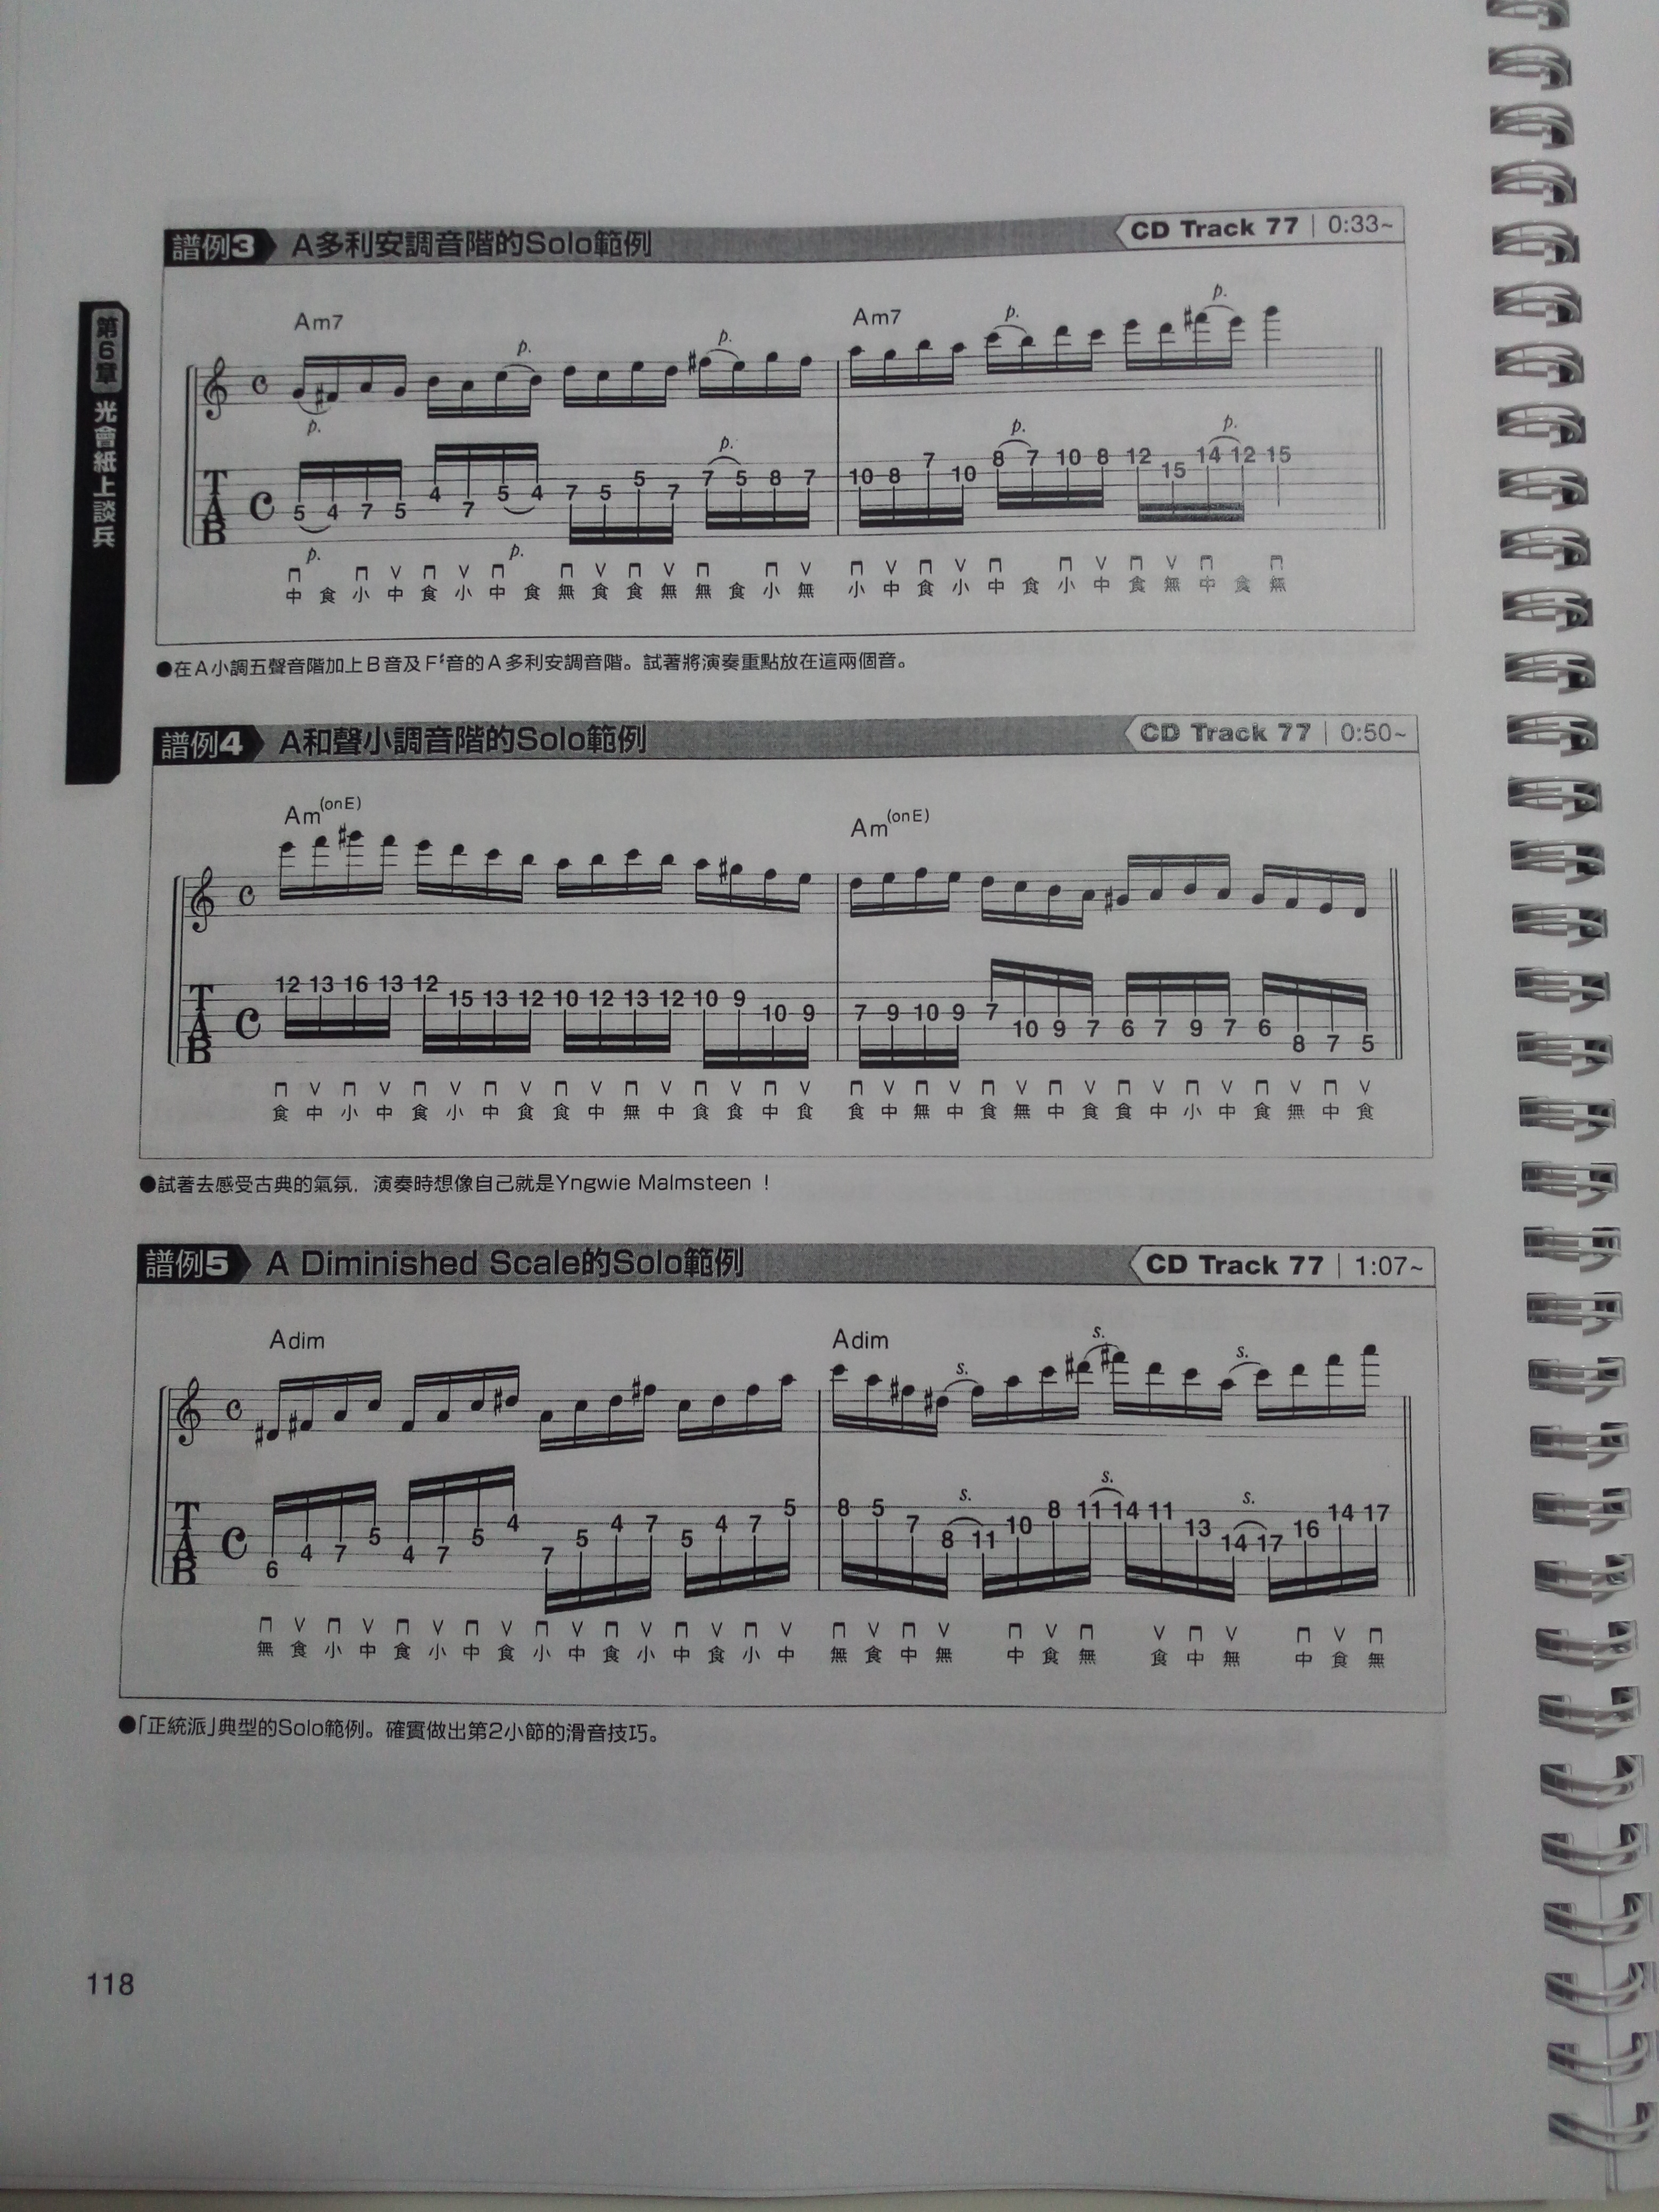 第6章 光會紙上談兵
譜例3 A多利安調音階的Solo範例 CD Track 77 | 0:33~
Am7 Am7
p. p. p. p. p.
C C
p. p. p.
T A B C 5 4 7 5 4 7 5 4 7 5 5 7 7 5 8 7 10 8 7 10 8 7 10 8 12 15 14 12 15
p. p.
中 食 小 中 食 小 中 食 無 食 食 無 無 食 小 無 小 中 食 小 中 食 小 中 食 無 中 食 無
●在A小調五聲音階加上B音及F♯音的A多利安調音階。試著將演奏重點放在這兩個音。
譜例4 A和聲小調音階的Solo範例 CD Track 77 | 0:50~
Am(onE) Am(onE)
T A B C 12 13 16 13 12 15 13 12 10 12 13 12 10 9 10 9 7 9 10 9 7 10 9 7 6 7 9 7 6 8 7 5
食 中 小 中 食 小 中 食 食 中 無 中 食 食 中 食 食 中 無 中 食 無 中 食 食 中 小 中 食 無 中 食
●試著去感受古典的氣氛，演奏時想像自己就是Yngwie Malmsteen！
譜例5 A Diminished Scale的Solo範例 CD Track 77 | 1:07~
Adim Adim
s. s. s.
s. s. s.
T A B C 6 4 7 5 4 7 5 4 7 5 4 7 5 4 7 5 8 5 7 8 11 10 8 11 14 11 13 14 17 16 14 17
無 食 小 中 食 小 中 食 小 中 食 小 中 食 小 中 無 食 中 無 中 食 無 食 中 無 中 食 無
●「正統派」典型的Solo範例。確實做出第2小節的滑音技巧。
118